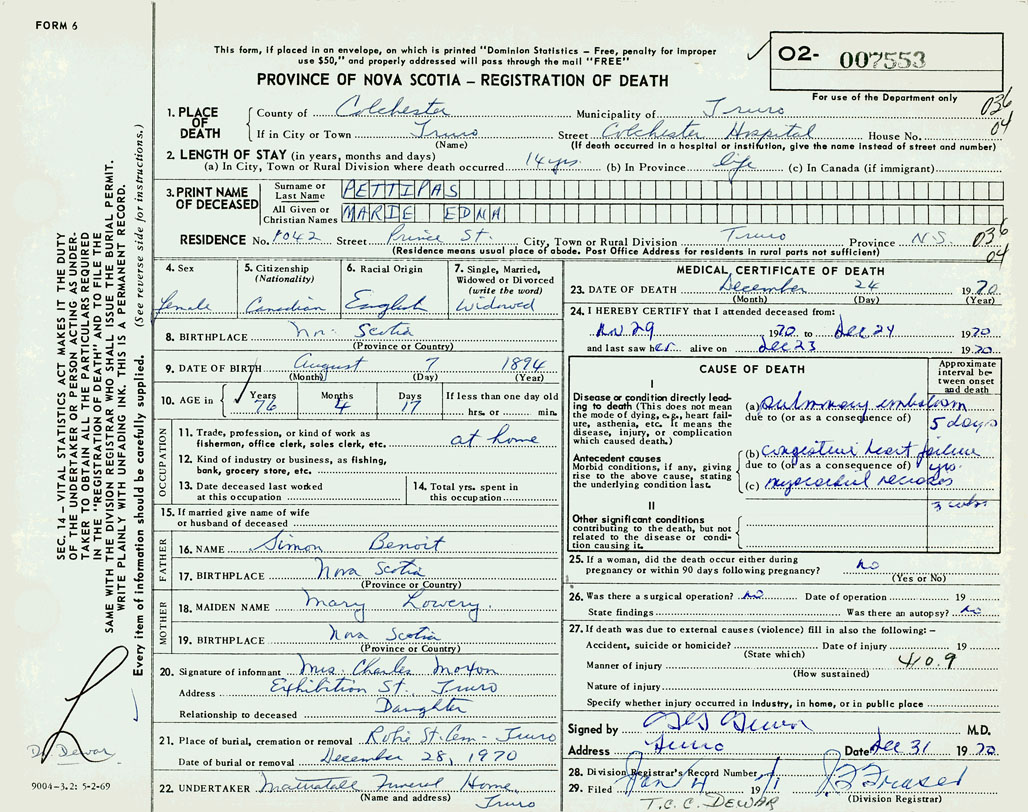 FORM 6
This form, if placed in an envelope, on which is printed "Dominion Statistics – Free, penalty for improper
use $50," and properly addressed will pass through the mail "FREE"
PROVINCE OF NOVA SCOTIA – REGISTRATION OF DEATH
02- 007553
For use of the Department only
036
04
1. PLACE OF DEATH
County of Colchester Municipality of Truro
If in City or Town Truro Street Colchester Hospital House No.
(Name) (If death occurred in a hospital or institution, give the name instead of street and number)
2. LENGTH OF STAY (in years, months and days)
(a) In City, Town or Rural Division where death occurred 14 yrs. (b) In Province life (c) In Canada (if immigrant)
3. PRINT NAME OF DECEASED
Surname or Last Name PETTIPAS
All Given or Christian Names MARIE EDNA
RESIDENCE No. 1042 Street Prince St. City, Town or Rural Division Truro Province N.S.
036
04
(Residence means usual place of abode. Post Office Address for residents in rural parts not sufficient)
4. Sex
female
5. Citizenship
(Nationality)
Canadian
6. Racial Origin
English
7. Single, Married,
Widowed or Divorced
(write the word)
Widowed
8. BIRTHPLACE Scotia
(Province or Country)
9. DATE OF BIRTH August 7 1894
(Month) (Day) (Year)
10. AGE in
Years Months Days If less than one day old
76 4 17 hrs. or min.
OCCUPATION
11. Trade, profession, or kind of work as
fisherman, office clerk, sales clerk, etc. at home
12. Kind of industry or business, as fishing,
bank, grocery store, etc.
13. Date deceased last worked
at this occupation
14. Total yrs. spent in
this occupation
15. If married give name of wife
or husband of deceased
FATHER
16. NAME Simon Benoit
17. BIRTHPLACE Nova Scotia
(Province or Country)
MOTHER
18. MAIDEN NAME Mary Lowery
19. BIRTHPLACE Nova Scotia
(Province or Country)
20. Signature of informant Mrs. Charles Moxon
Address Exhibition St. Truro
Relationship to deceased Daughter
21. Place of burial, cremation or removal Robie St. Cem - Truro
Date of burial or removal December 28, 1970
22. UNDERTAKER Mattatall Funeral Home,
(Name and address) Truro
MEDICAL CERTIFICATE OF DEATH
23. DATE OF DEATH December 24 1970
(Month) (Day) (Year)
24. I HEREBY CERTIFY that I attended deceased from:
Nov. 29 1970 to Dec 24 1970
and last saw her alive on Dec 23 1970
CAUSE OF DEATH
Approximate
interval be-
tween onset
and death
I
Disease or condition directly lead-
ing to death (This does not mean
the mode of dying, e.g., heart fail-
ure, asthenia, etc. It means the
disease, injury, or complication
which caused death.)
(a) Pulmonary embolism
due to (or as a consequence of) 5 days
Antecedent causes
Morbid conditions, if any, giving
rise to the above cause, stating
the underlying condition last.
(b) congestive heart failure
due to (or as a consequence of) yrs.
(c) myocardial necrosis
3 wks
II
Other significant conditions
contributing to the death, but not
related to the disease or condi-
tion causing it.
25. If a woman, did the death occur either during
pregnancy or within 90 days following pregnancy? no
(Yes or No)
26. Was there a surgical operation? no Date of operation 19
State findings Was there an autopsy? no
27. If death was due to external causes (violence) fill in also the following: –
Accident, suicide or homicide? Date of injury 19
(State which)
Manner of injury 410.9
(How sustained)
Nature of injury
Specify whether injury occurred in Industry, in home, or in public place
Signed by M.D.
Address Truro Date Dec 31 1970
28. Division Registrar's Record Number
29. Filed Jan 4 1971 J Fraser
(Division Registrar)
T.C.C. DEWAR
SEC. 14 – VITAL STATISTICS ACT MAKES IT THE DUTY
OF THE UNDERTAKER OR PERSON ACTING AS UNDER-
TAKER TO OBTAIN ALL THE PARTICULARS REQUIRED
IN THE "REGISTRATION OF DEATH" AND TO FILE THE
SAME WITH THE DIVISION REGISTRAR WHO SHALL ISSUE THE BURIAL PERMIT.
WRITE PLAINLY WITH UNFADING INK. THIS IS A PERMANENT RECORD.
Every item of information should be carefully supplied. (See reverse side for instructions.)
Dr. Dewar
9004-3.2: 5-2-69